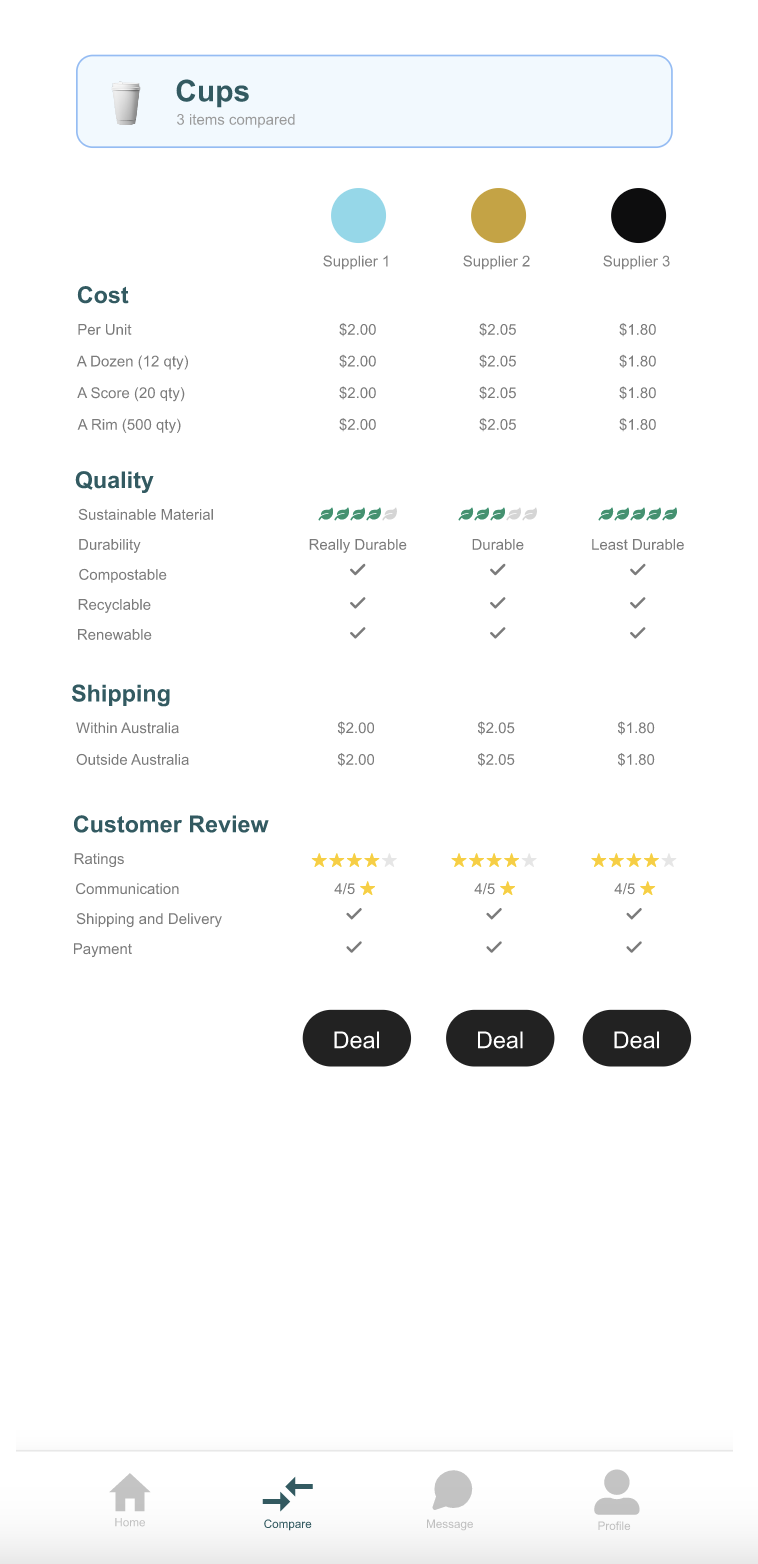 Cups
3 items compared
Supplier 1 Supplier 2 Supplier 3
Cost
Per Unit $2.00 $2.05 $1.80
A Dozen (12 qty) $2.00 $2.05 $1.80
A Score (20 qty) $2.00 $2.05 $1.80
A Rim (500 qty) $2.00 $2.05 $1.80
Quality
Sustainable Material
Durability Really Durable Durable Least Durable
Compostable
Recyclable
Renewable
Shipping
Within Australia $2.00 $2.05 $1.80
Outside Australia $2.00 $2.05 $1.80
Customer Review
Ratings
Communication 4/5 4/5 4/5
Shipping and Delivery
Payment
Deal Deal Deal
Home Compare Message Profile